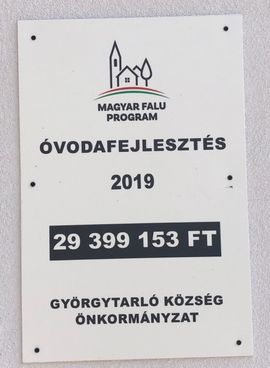 MAGYAR FALU
PROGRAM
ÓVODAFEJLESZTÉS
2019
29 399 153 FT
GYÖRGYTARLÓ KÖZSÉG
ÖNKORMÁNYZAT